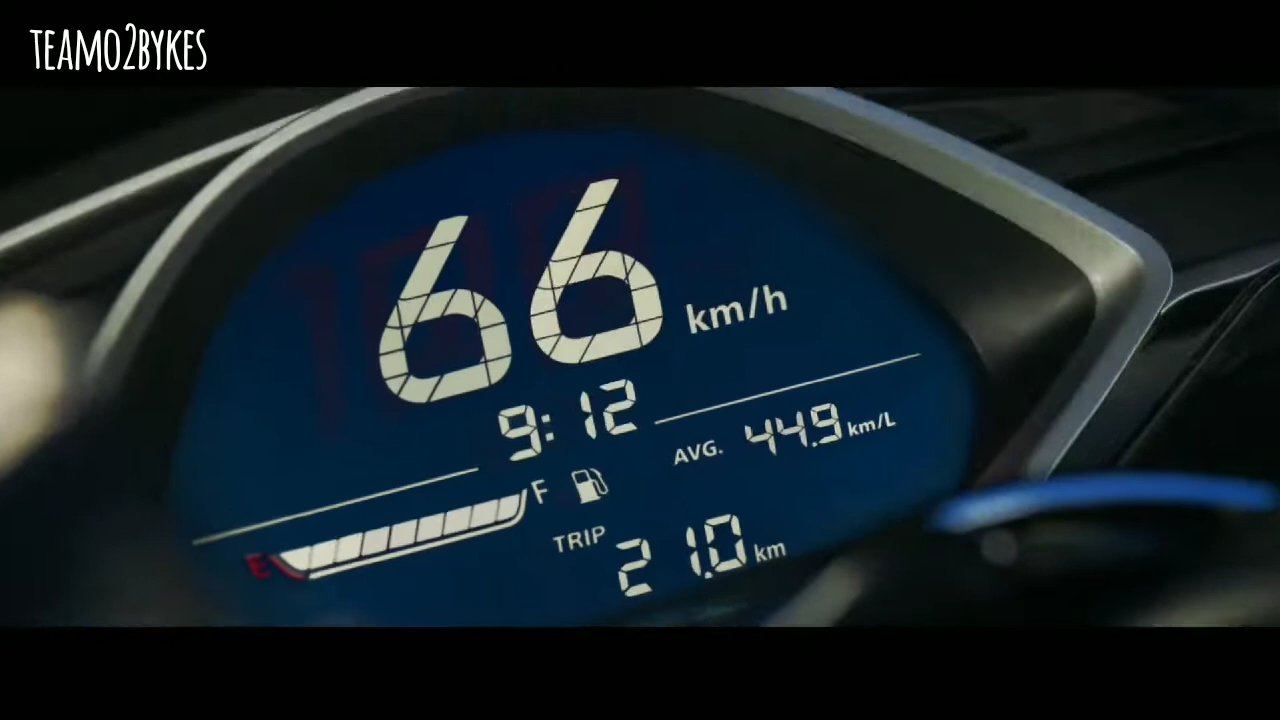 TEAMO2BYKES
66 km/h
9:12
AVG. 44.9 km/L
E F
TRIP 21.0 km